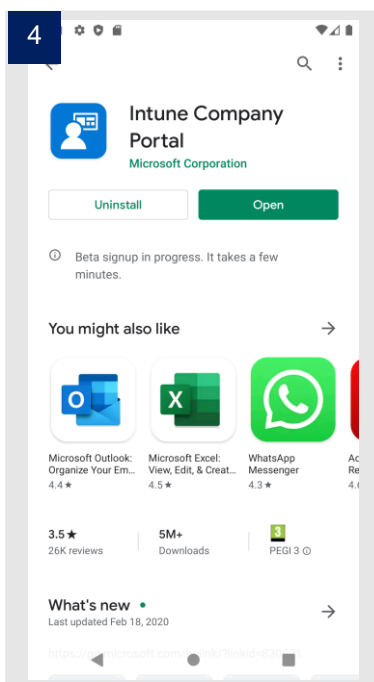 4
Intune Company
Portal
Microsoft Corporation
Uninstall
Open
Beta signup in progress. It takes a few
minutes.
You might also like
Microsoft Outlook:
Organize Your Em...
4.4★
Microsoft Excel:
View, Edit, & Creat...
4.5★
WhatsApp
Messenger
4.3★
3.5★
26K reviews
5M+
Downloads
3
PEGI 3
What's new
Last updated Feb 18, 2020